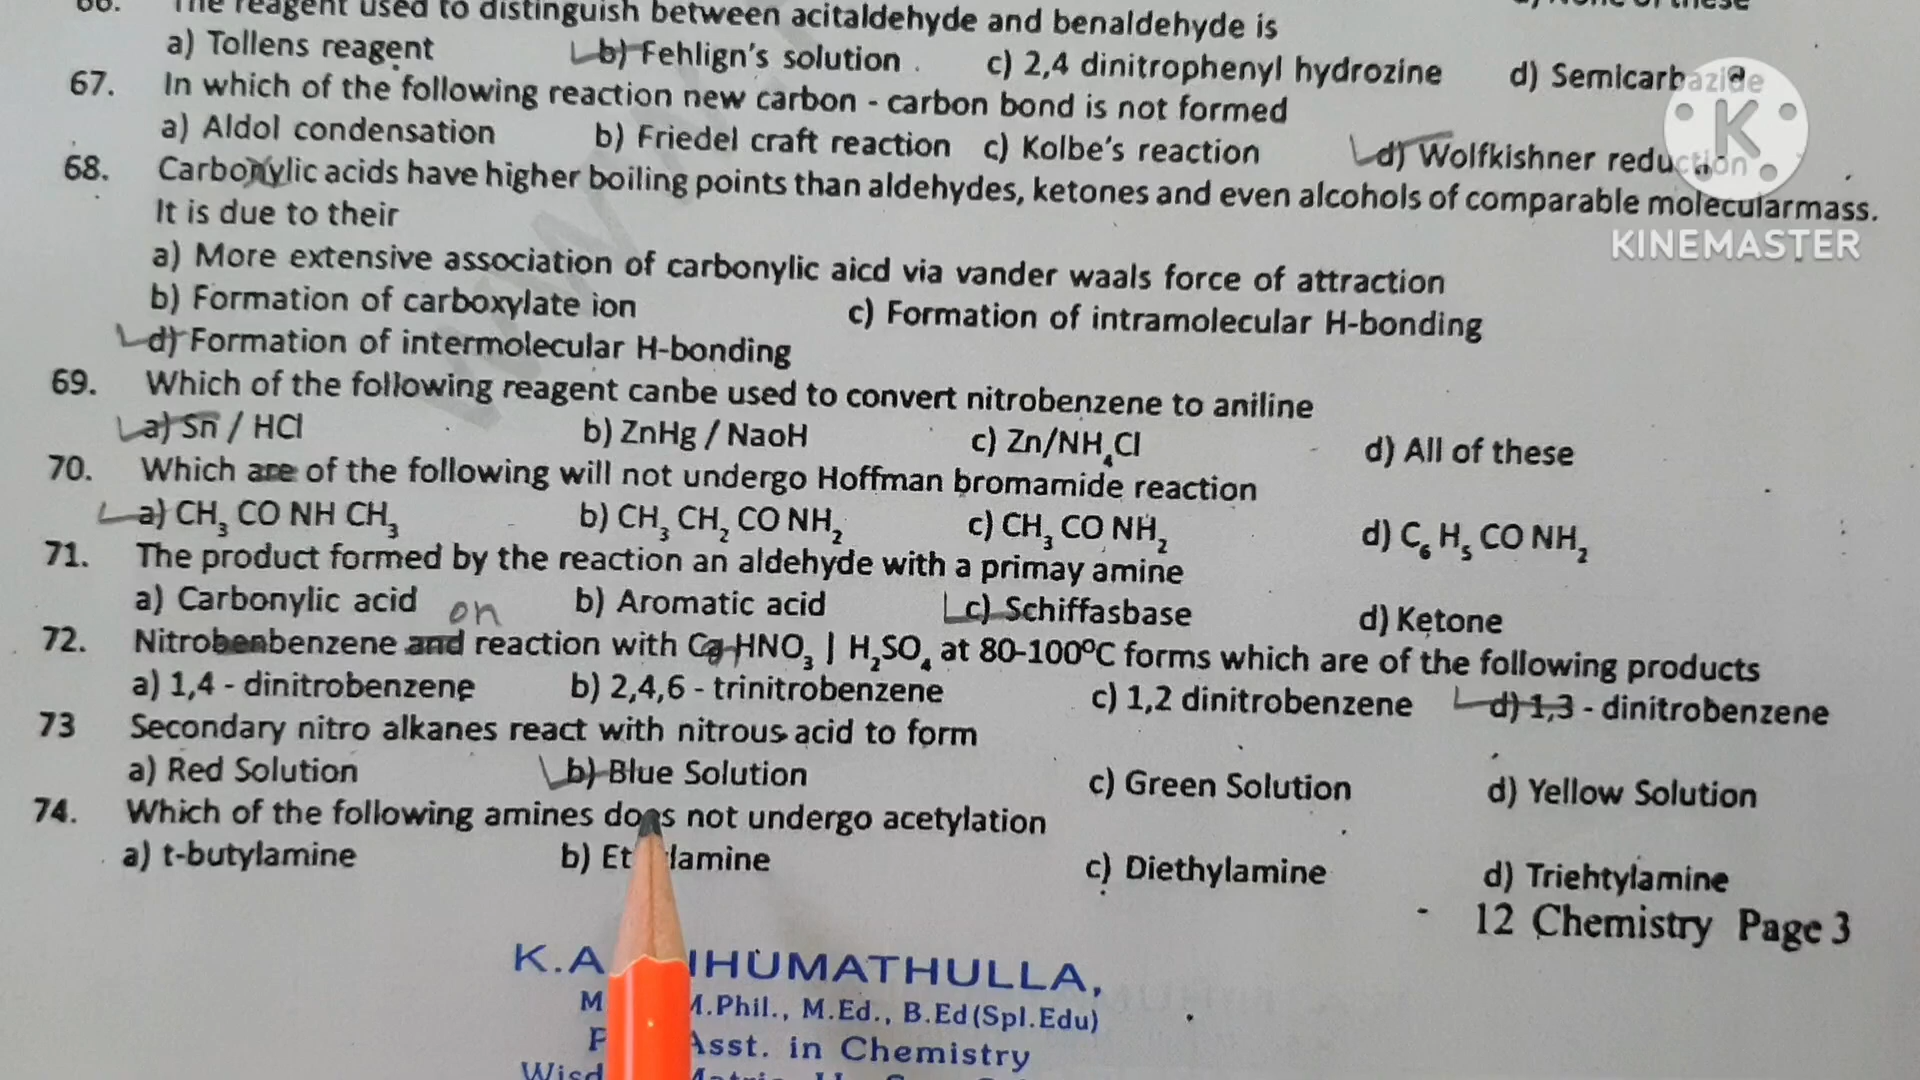 The reagent used to distinguish between acitaldehyde and benaldehyde is
a) Tollens reagent b) Fehlign's solution . c) 2,4 dinitrophenyl hydrozine d) Semicarbazide
67. In which of the following reaction new carbon - carbon bond is not formed
a) Aldol condensation b) Friedel craft reaction c) Kolbe's reaction d) Wolfkishner reduction
K
KINEMASTER
68. Carbonylic acids have higher boiling points than aldehydes, ketones and even alcohols of comparable molecularmass.
It is due to their
a) More extensive association of carbonylic aicd via vander waals force of attraction
b) Formation of carboxylate ion c) Formation of intramolecular H-bonding
d) Formation of intermolecular H-bonding
69. Which of the following reagent canbe used to convert nitrobenzene to aniline
a) Sn / HCl b) ZnHg / NaoH c) Zn/NH₄Cl d) All of these
70. Which are of the following will not undergo Hoffman bromamide reaction
a) CH₃ CO NH CH₃ b) CH₃ CH₂ CO NH₂ c) CH₃ CO NH₂ d) C₆ H₅ CO NH₂
71. The product formed by the reaction an aldehyde with a primay amine
a) Carbonylic acid b) Aromatic acid c) Schiffasbase d) Ketone
on
72. Nitrobenbenzene and reaction with HNO₃ | H₂SO₄ at 80-100⁰C forms which are of the following products
a) 1,4 - dinitrobenzene b) 2,4,6 - trinitrobenzene c) 1,2 dinitrobenzene d) 1,3 - dinitrobenzene
73 Secondary nitro alkanes react with nitrous acid to form
a) Red Solution b) Blue Solution c) Green Solution d) Yellow Solution
74. Which of the following amines does not undergo acetylation
a) t-butylamine b) c) Diethylamine d) Triehtylamine
12 Chemistry Page 3
K.A
M.Phil., M.Ed., B.Ed(Spl.Edu)
Asst. in Chemistry